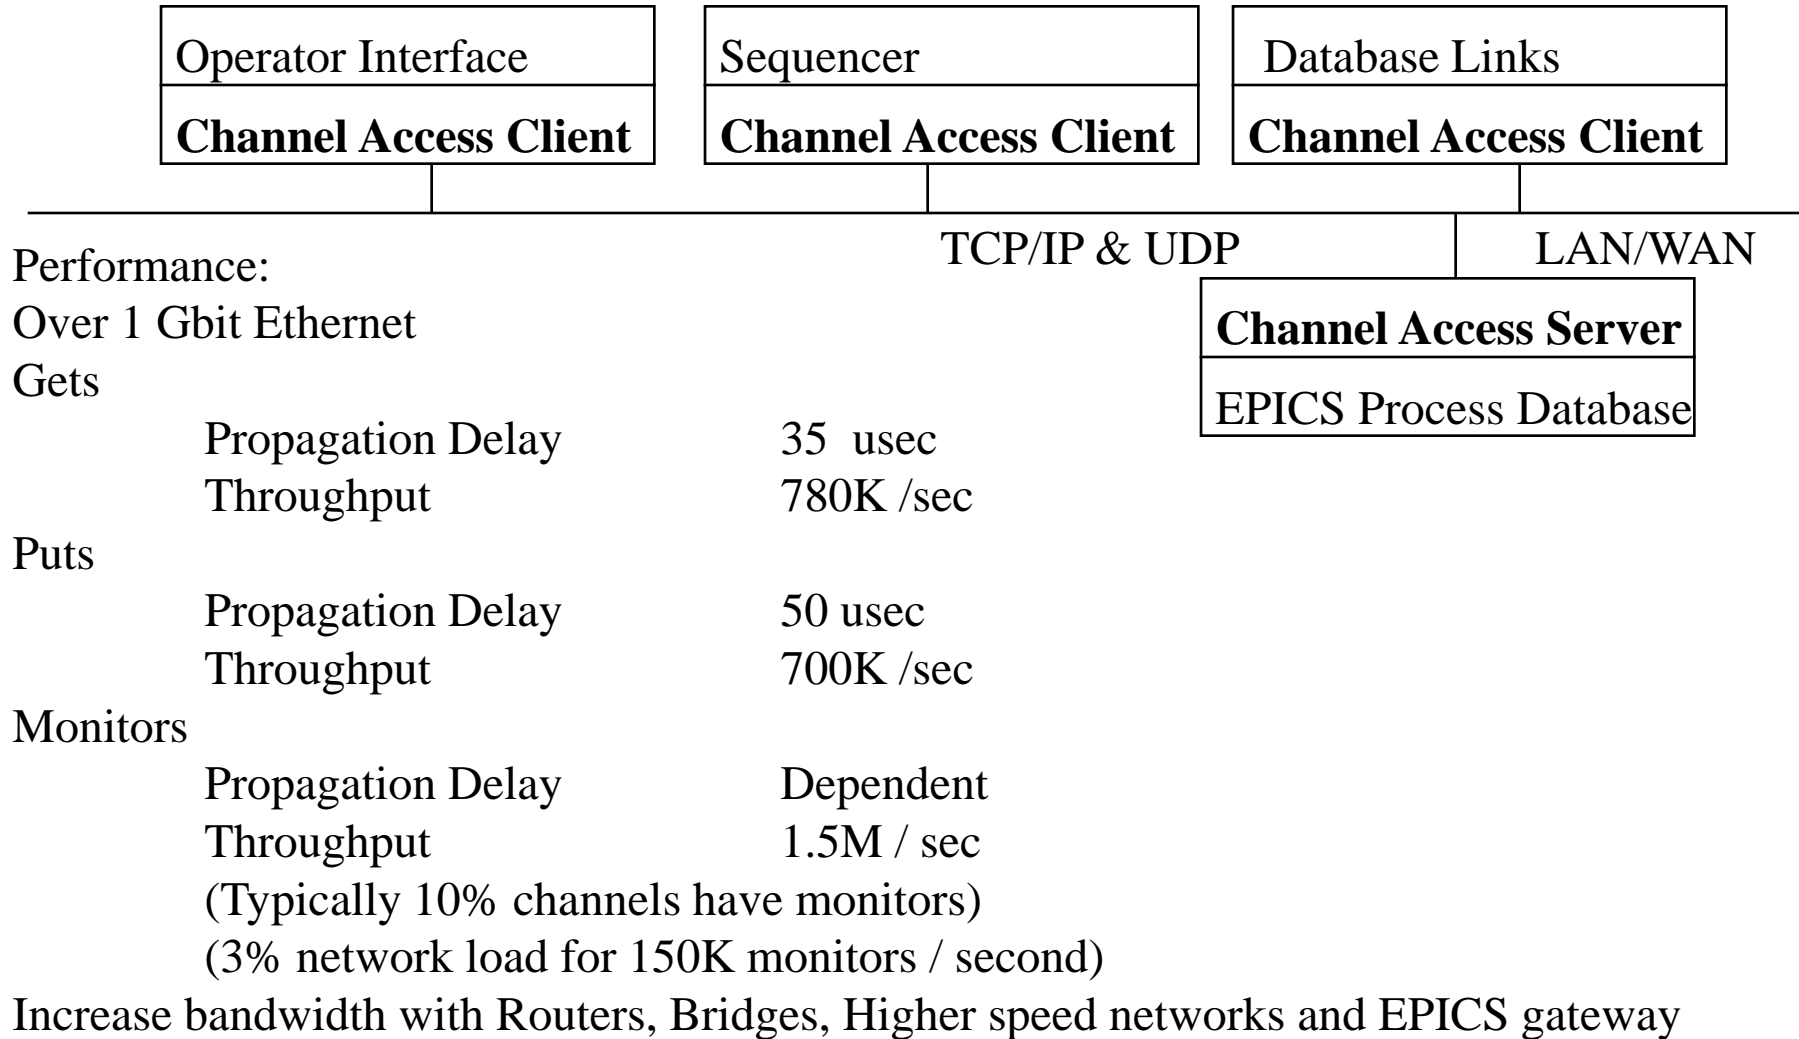 Operator Interface
Channel Access Client
Sequencer
Channel Access Client
Database Links
Channel Access Client
TCP/IP & UDP
LAN/WAN
Channel Access Server
EPICS Process Database
Performance:
Over 1 Gbit Ethernet
Gets
Propagation Delay 35 usec
Throughput 780K /sec
Puts
Propagation Delay 50 usec
Throughput 700K /sec
Monitors
Propagation Delay Dependent
Throughput 1.5M / sec
(Typically 10% channels have monitors)
(3% network load for 150K monitors / second)
Increase bandwidth with Routers, Bridges, Higher speed networks and EPICS gateway